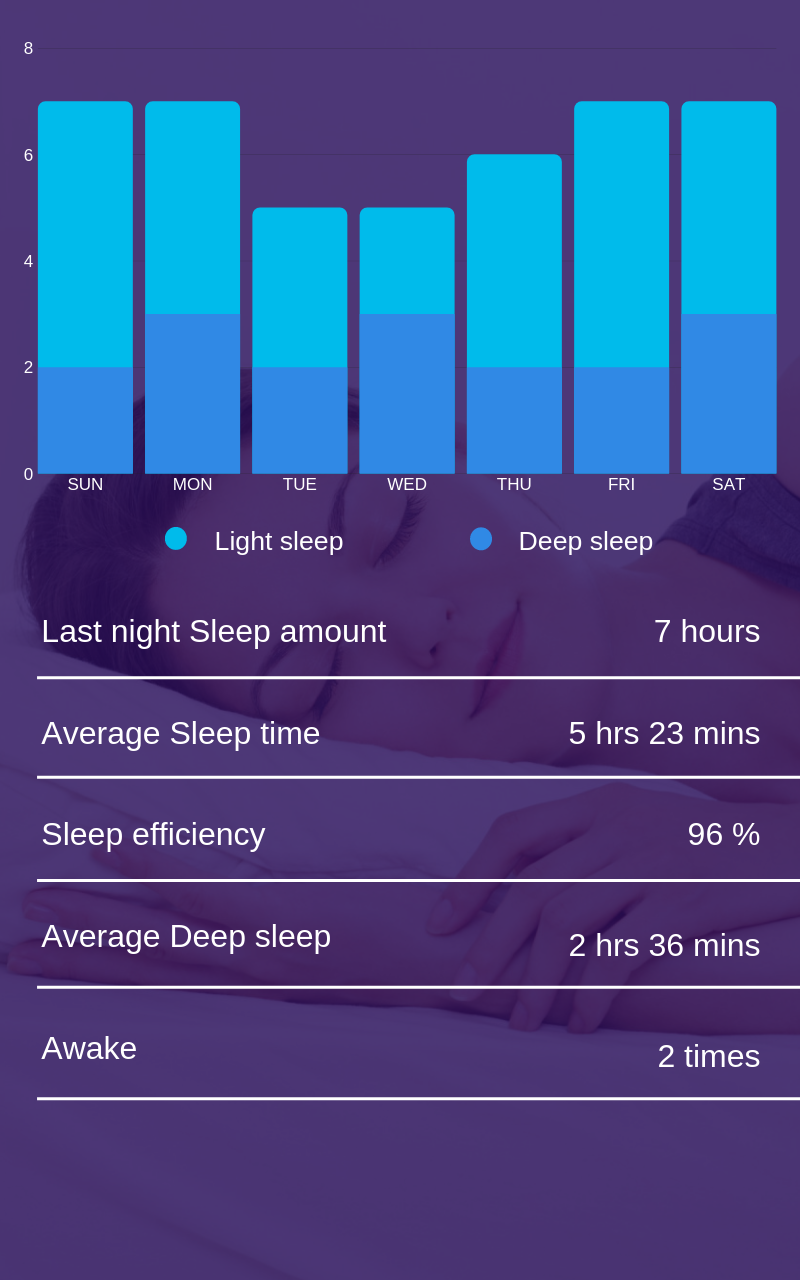 8
6
4
2
0
SUN MON TUE WED THU FRI SAT
Light sleep Deep sleep
Last night Sleep amount 7 hours
Average Sleep time 5 hrs 23 mins
Sleep efficiency 96 %
Average Deep sleep 2 hrs 36 mins
Awake 2 times